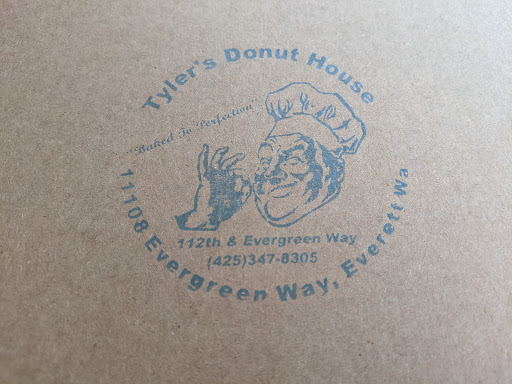 Tyler's Donut House
"Baked To Perfection"
112th & Evergreen Way
(425)347-8305
11108 Evergreen Way, Everett Wa